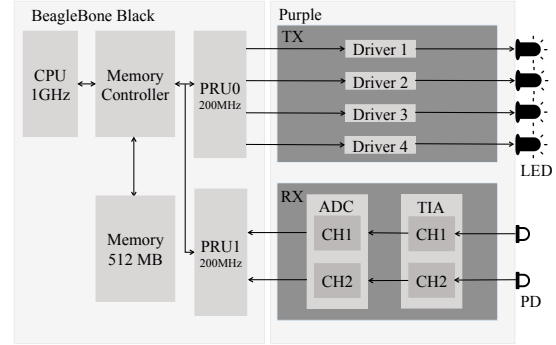 BeagleBone Black
CPU
1GHz
Memory
Controller
PRU0
200MHz
Memory
512 MB
PRU1
200MHz
Purple
TX
Driver 1
Driver 2
Driver 3
Driver 4
LED
RX
ADC
CH1
CH2
TIA
CH1
CH2
PD